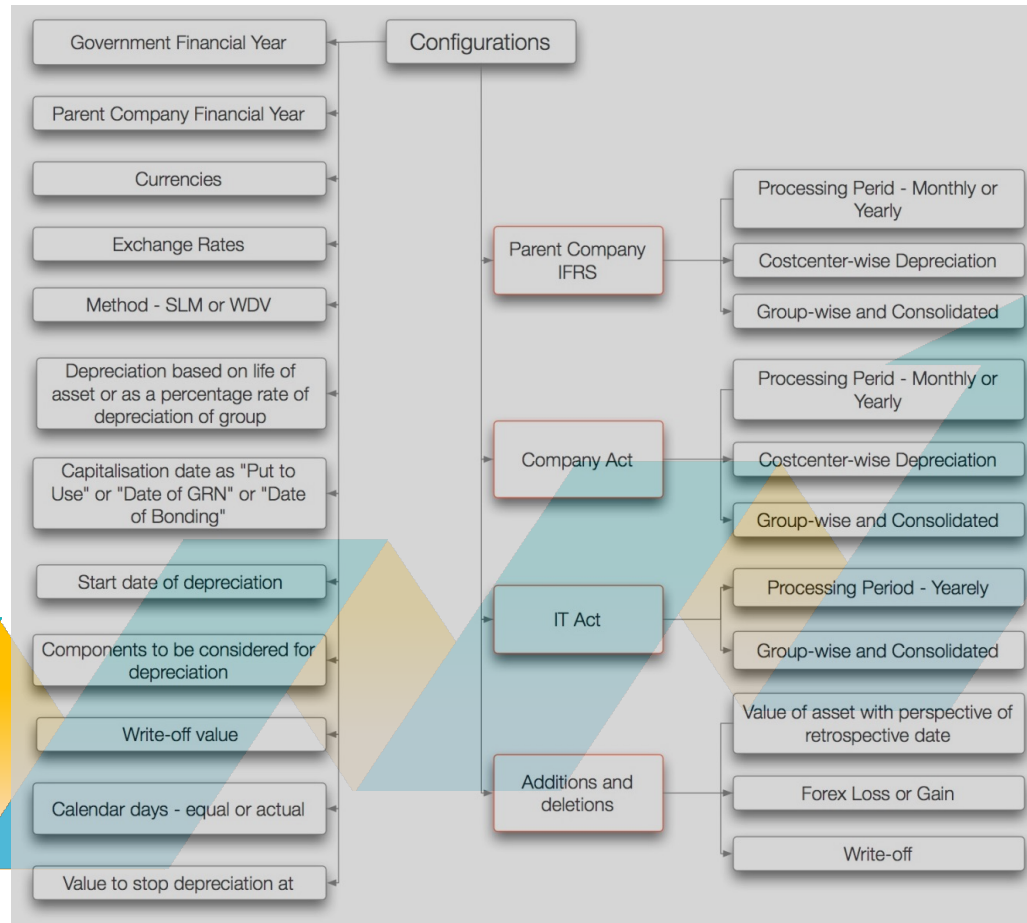 Configurations
Government Financial Year
Parent Company Financial Year
Currencies
Exchange Rates
Method - SLM or WDV
Depreciation based on life of
asset or as a percentage rate of
depreciation of group
Capitalisation date as "Put to
Use" or "Date of GRN" or "Date
of Bonding"
Start date of depreciation
Components to be considered for
depreciation
Write-off value
Calendar days - equal or actual
Value to stop depreciation at
Parent Company
IFRS
Processing Perid - Monthly or
Yearly
Costcenter-wise Depreciation
Group-wise and Consolidated
Company Act
Processing Perid - Monthly or
Yearly
Costcenter-wise Depreciation
Group-wise and Consolidated
IT Act
Processing Period - Yearely
Group-wise and Consolidated
Additions and
deletions
Value of asset with perspective of
retrospective date
Forex Loss or Gain
Write-off